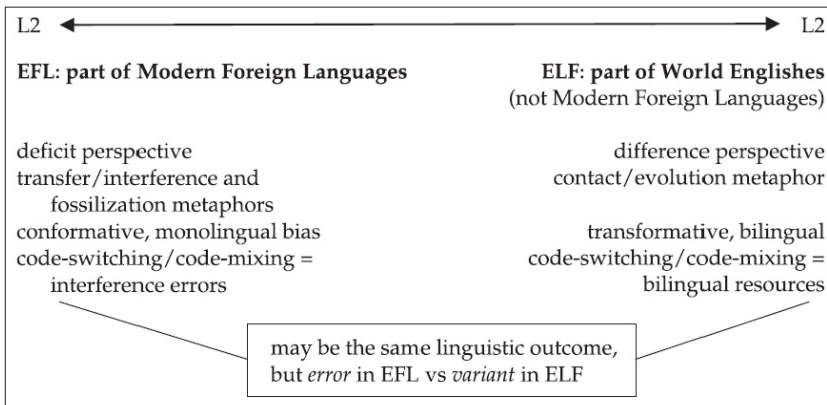 L2 L2
EFL: part of Modern Foreign Languages ELF: part of World Englishes
(not Modern Foreign Languages)
deficit perspective difference perspective
transfer/interference and contact/evolution metaphor
fossilization metaphors
conformative, monolingual bias transformative, bilingual
code-switching/code-mixing = code-switching/code-mixing =
interference errors bilingual resources
may be the same linguistic outcome,
but error in EFL vs variant in ELF